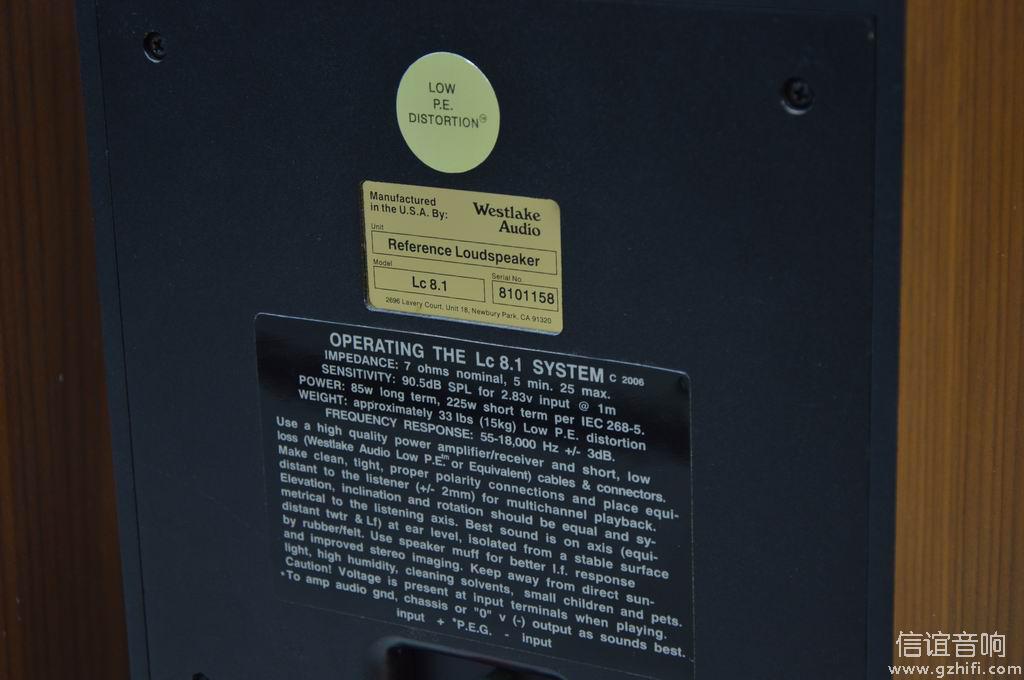 LOW
P.E.
DISTORTION℠
Manufactured
in the U.S.A. By:
Westlake
Audio
Unit
Reference Loudspeaker
Model
Serial No
Lc 8.1
8101158
2696 Lavery Court, Unit 18, Newbury Park, CA 91320
OPERATING THE Lc 8.1 SYSTEM C 2006
IMPEDANCE: 7 ohms nominal, 5 min. 25 max.
SENSITIVITY: 90.5dB SPL for 2.83v input @ 1m
POWER: 85w long term, 225w short term per IEC 268-5.
WEIGHT: approximately 33 lbs (15kg) Low P.E. distortion
FREQUENCY RESPONSE: 55-18,000 Hz +/- 3dB.
Use a high quality power amplifier/receiver and short, low
loss (Westlake Audio Low P.E.tm or Equivalent) cables & connectors.
Make clean, tight, proper polarity connections and place equi-
distant to the listener (+/- 2mm) for multichannel playback.
Elevation, inclination and rotation should be equal and sy-
metrical to the listening axis. Best sound is on axis (equi-
distant twtr & Lf) at ear level, isolated from a stable surface
by rubber/felt. Use speaker muff for better l.f. response
and improved stereo imaging. Keep away from direct sun-
light, high humidity, cleaning solvents, small children and pets.
Caution! Voltage is present at input terminals when playing.
*To amp audio gnd, chassis or "0" v (-) output as sounds best.
input + *P.E.G. - input
信谊音响
www.gzhifi.com